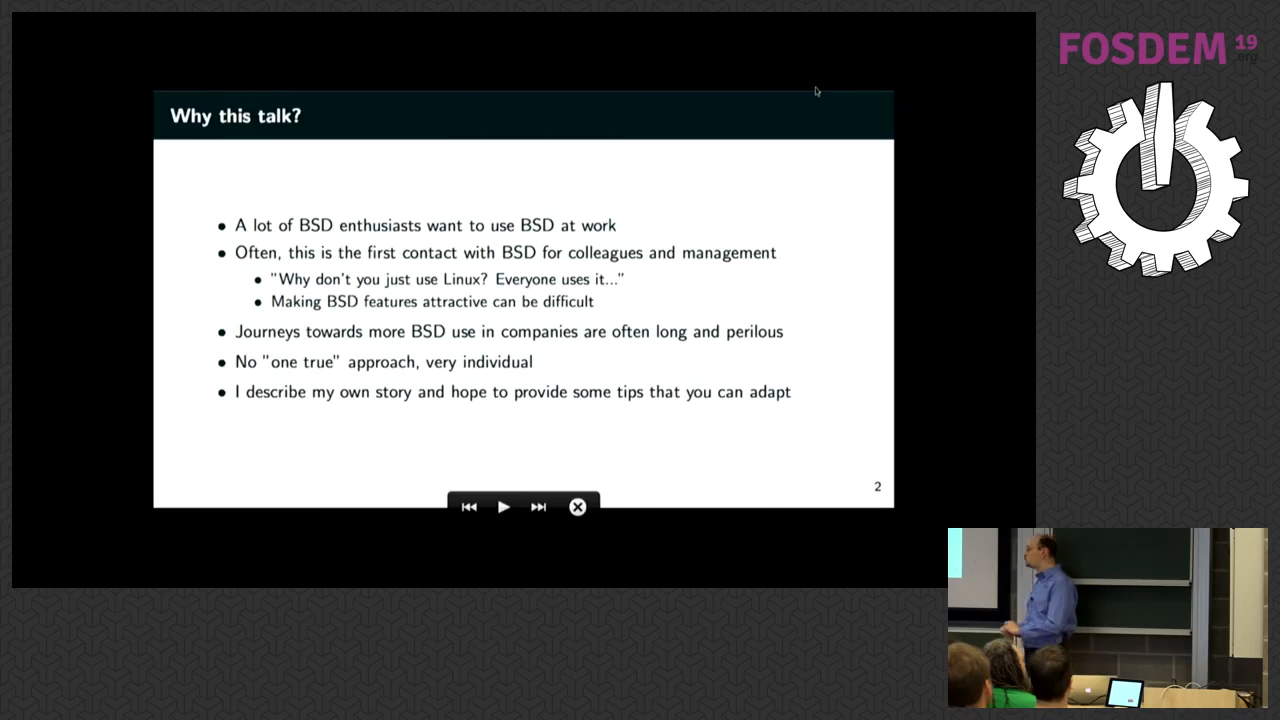 FOSDEM 19
.org
Why this talk?
• A lot of BSD enthusiasts want to use BSD at work
• Often, this is the first contact with BSD for colleagues and management
• "Why don't you just use Linux? Everyone uses it..."
• Making BSD features attractive can be difficult
• Journeys towards more BSD use in companies are often long and perilous
• No "one true" approach, very individual
• I describe my own story and hope to provide some tips that you can adapt
2